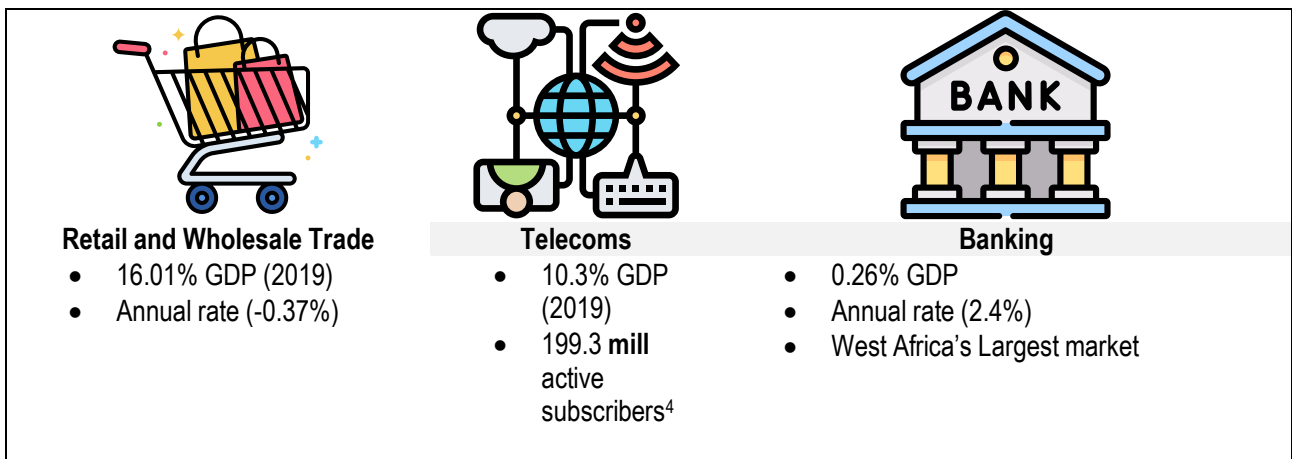 BANK
Retail and Wholesale Trade
• 16.01% GDP (2019)
• Annual rate (-0.37%)
Telecoms
• 10.3% GDP
(2019)
• 199.3 mill
active
subscribers⁴
Banking
• 0.26% GDP
• Annual rate (2.4%)
• West Africa's Largest market